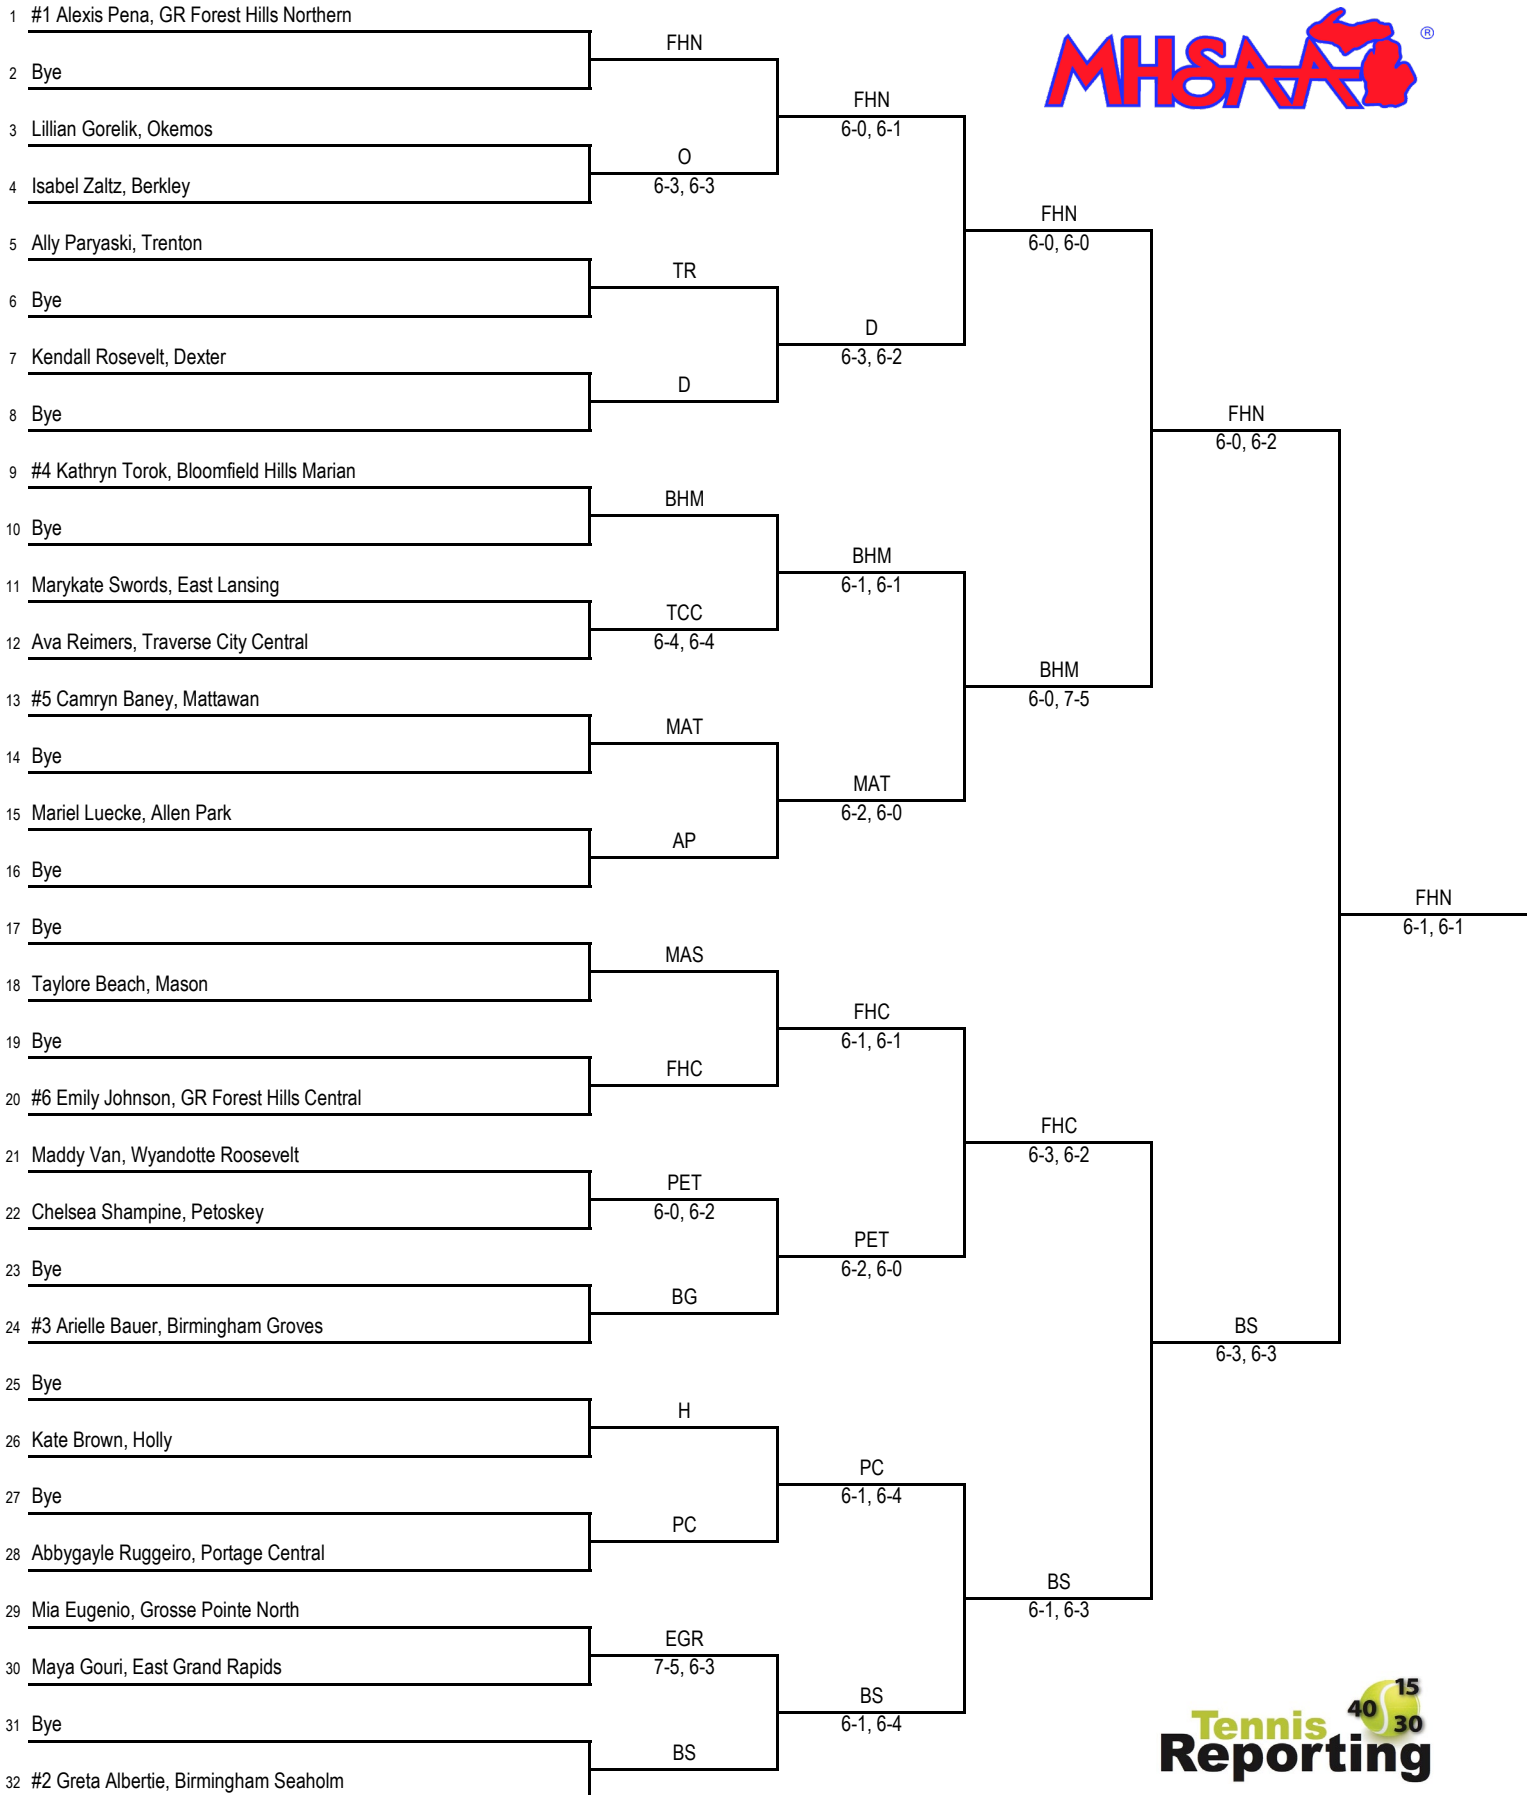 1 #1 Alexis Pena, GR Forest Hills Northern
2 Bye
3 Lillian Gorelik, Okemos
4 Isabel Zaltz, Berkley
5 Ally Paryaski, Trenton
6 Bye
7 Kendall Rosevelt, Dexter
8 Bye
9 #4 Kathryn Torok, Bloomfield Hills Marian
10 Bye
11 Marykate Swords, East Lansing
12 Ava Reimers, Traverse City Central
13 #5 Camryn Baney, Mattawan
14 Bye
15 Mariel Luecke, Allen Park
16 Bye
17 Bye
18 Taylore Beach, Mason
19 Bye
20 #6 Emily Johnson, GR Forest Hills Central
21 Maddy Van, Wyandotte Roosevelt
22 Chelsea Shampine, Petoskey
23 Bye
24 #3 Arielle Bauer, Birmingham Groves
25 Bye
26 Kate Brown, Holly
27 Bye
28 Abbygayle Ruggeiro, Portage Central
29 Mia Eugenio, Grosse Pointe North
30 Maya Gouri, East Grand Rapids
31 Bye
32 #2 Greta Albertie, Birmingham Seaholm
FHN
O
6-3, 6-3
TR
D
BHM
TCC
6-4, 6-4
MAT
AP
MAS
FHC
PET
6-0, 6-2
BG
H
PC
EGR
7-5, 6-3
BS
FHN
6-0, 6-1
D
6-3, 6-2
BHM
6-1, 6-1
MAT
6-2, 6-0
FHC
6-1, 6-1
PET
6-2, 6-0
PC
6-1, 6-4
BS
6-1, 6-4
FHN
6-0, 6-0
BHM
6-0, 7-5
FHC
6-3, 6-2
BS
6-1, 6-3
FHN
6-0, 6-2
BS
6-3, 6-3
FHN
6-1, 6-1
MHSAA ®
Tennis
Reporting
15
40
30